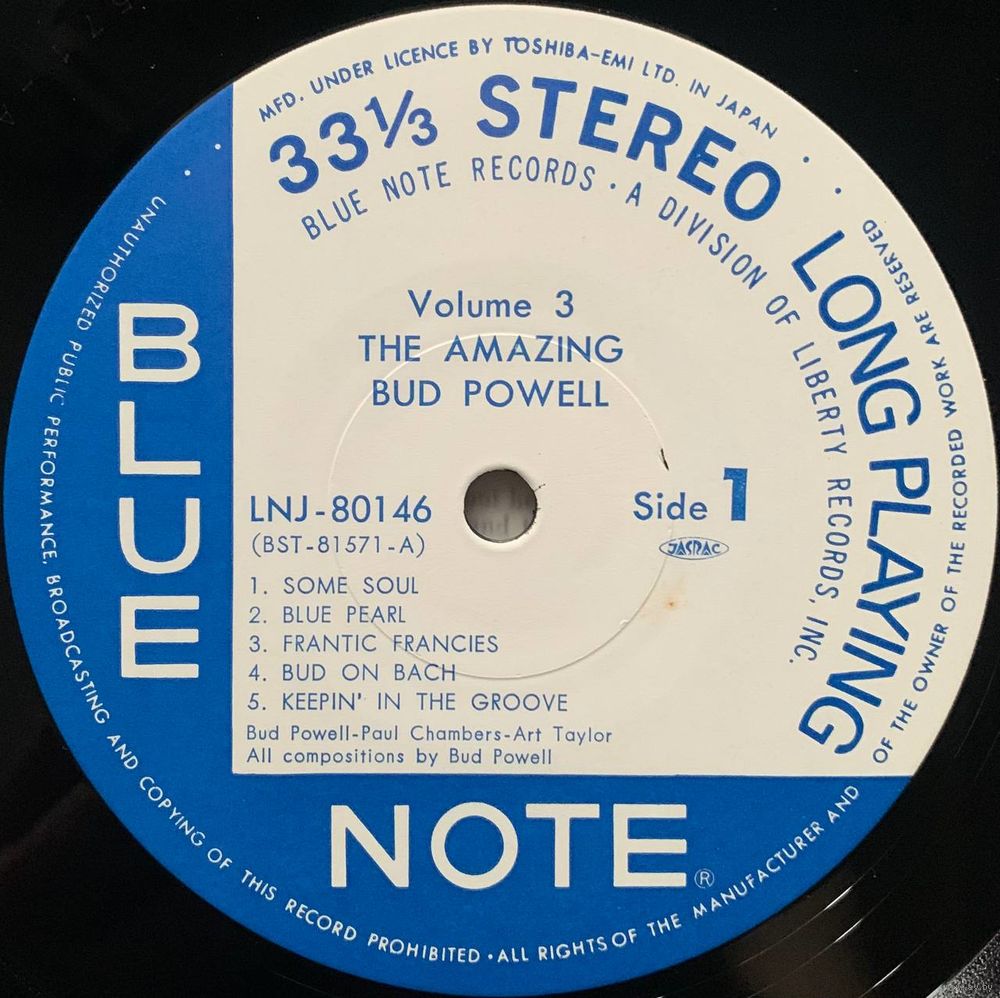 MFD. UNDER LICENCE BY TOSHIBA-EMI LTD. IN JAPAN
33⅓ STEREO LONG PLAYING
BLUE NOTE RECORDS · A DIVISION OF LIBERTY RECORDS, INC.
Volume 3
THE AMAZING
BUD POWELL
LNJ-80146
(BST-81571-A)
Side 1
JASRAC
1. SOME SOUL
2. BLUE PEARL
3. FRANTIC FRANCIES
4. BUD ON BACH
5. KEEPIN' IN THE GROOVE
Bud Powell-Paul Chambers-Art Taylor
All compositions by Bud Powell
BLUE
NOTE®
UNAUTHORIZED PUBLIC PERFORMANCE, BROADCASTING AND COPYING OF THIS RECORD PROHIBITED · ALL RIGHTS OF THE MANUFACTURER AND OF THE OWNER OF THE RECORDED WORK ARE RESERVED